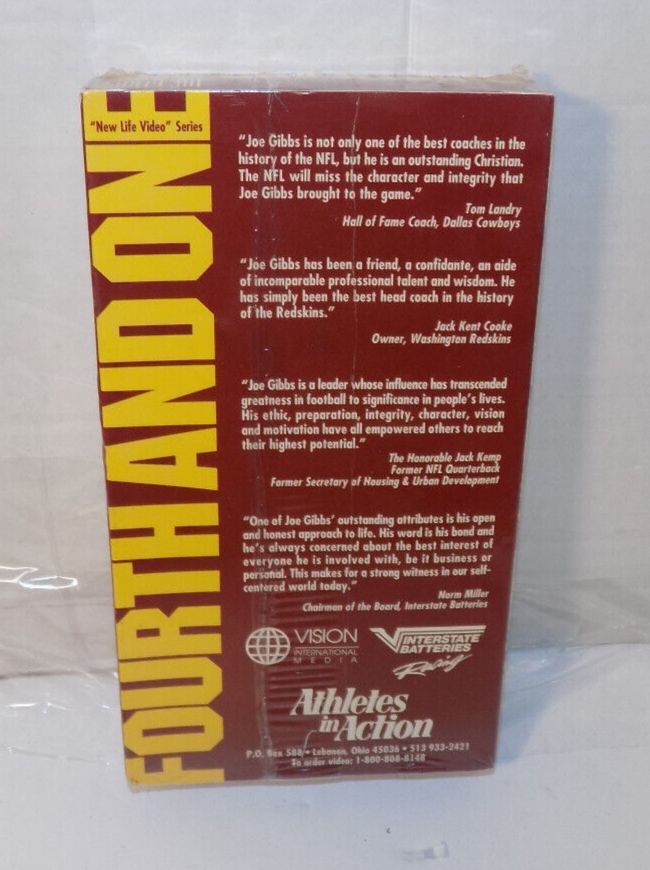 FOURTH AND ONE
"New Life Video" Series
"Joe Gibbs is not only one of the best coaches in the
history of the NFL, but he is an outstanding Christian.
The NFL will miss the character and integrity that
Joe Gibbs brought to the game."
Tom Landry
Hall of Fame Coach, Dallas Cowboys
"Joe Gibbs has been a friend, a confidante, an aide
of incomparable professional talent and wisdom. He
has simply been the best head coach in the history
of the Redskins."
Jack Kent Cooke
Owner, Washington Redskins
"Joe Gibbs is a leader whose influence has transcended
greatness in football to significance in people's lives.
His ethic, preparation, integrity, character, vision
and motivation have all empowered others to reach
their highest potential."
The Honorable Jack Kemp
Former NFL Quarterback
Former Secretary of Housing & Urban Development
"One of Joe Gibbs' outstanding attributes is his open
and honest approach to life. His word is his bond and
he's always concerned about the best interest of
everyone he is involved with, be it business or
personal. This makes for a strong witness in our self-
centered world today."
Norm Miller
Chairman of the Board, Interstate Batteries
VISION
INTERNATIONAL
MEDIA
INTERSTATE
BATTERIES
Racing
Athletes
in Action
P.O. Box 588 • Lebanon, Ohio 45036 • 513 933-2421
To order video: 1-800-808-8148